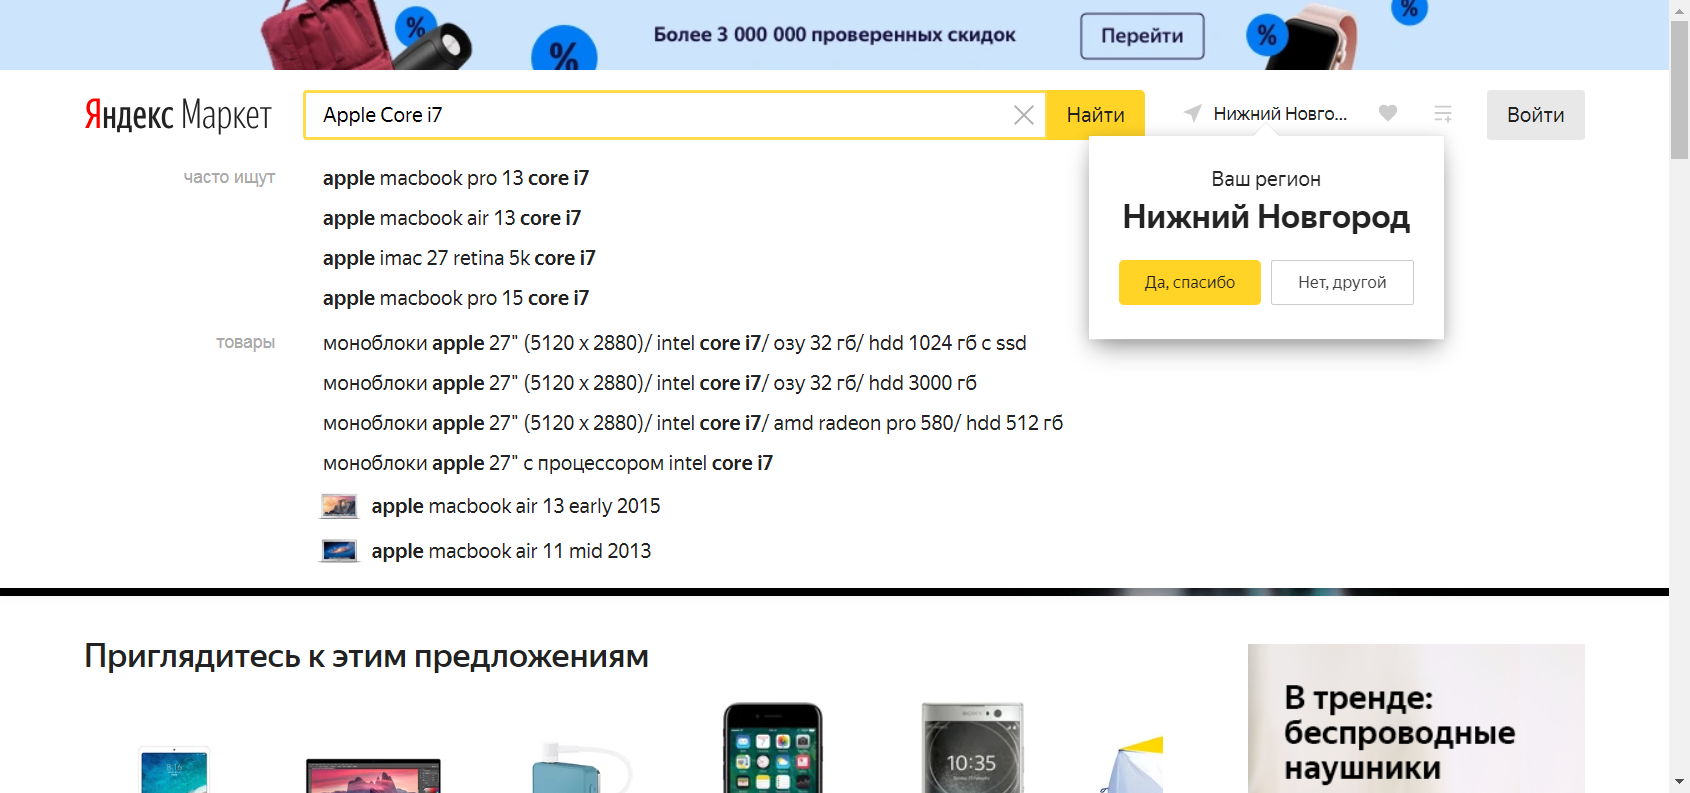 %
%
Более 3 000 000 проверенных скидок
Перейти
%
%
Яндекс Маркет
Apple Core i7
Найти
Нижний Новго...
Войти
часто ищут
apple macbook pro 13 core i7
apple macbook air 13 core i7
apple imac 27 retina 5k core i7
apple macbook pro 15 core i7
Ваш регион
Нижний Новгород
Да, спасибо
Нет, другой
товары
моноблоки apple 27" (5120 x 2880)/ intel core i7/ озу 32 гб/ hdd 1024 гб с ssd
моноблоки apple 27" (5120 x 2880)/ intel core i7/ озу 32 гб/ hdd 3000 гб
моноблоки apple 27" (5120 x 2880)/ intel core i7/ amd radeon pro 580/ hdd 512 гб
моноблоки apple 27" с процессором intel core i7
apple macbook air 13 early 2015
apple macbook air 11 mid 2013
Приглядитесь к этим предложениям
В тренде:
беспроводные
наушники
8:16
SONY
10:35